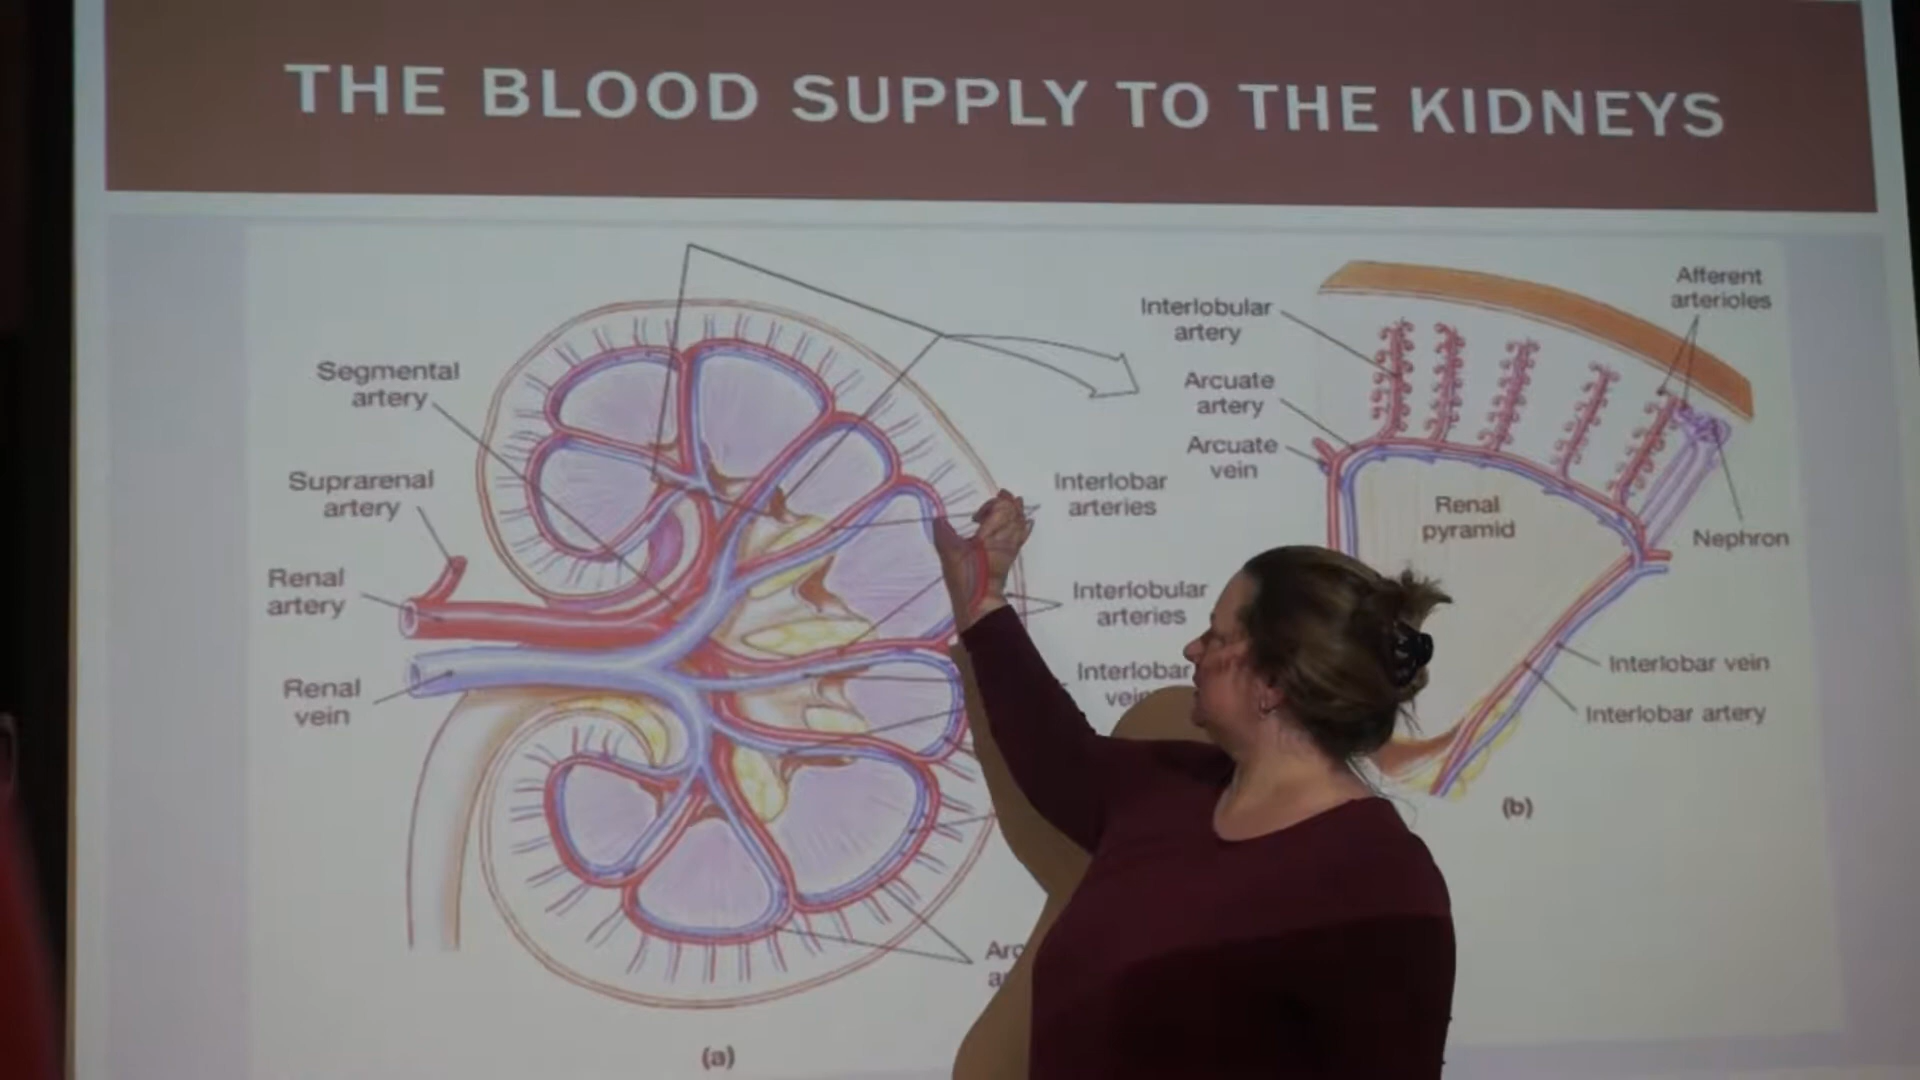 THE BLOOD SUPPLY TO THE KIDNEYS
Segmental
artery
Suprarenal
artery
Renal
artery
Renal
vein
Interlobar
arteries
Interlobular
arteries
Interlobar
(a)
Interlobular
artery
Arcuate
artery
Arcuate
vein
Afferent
arterioles
Renal
pyramid
Nephron
Interlobar vein
Interlobar artery
(b)